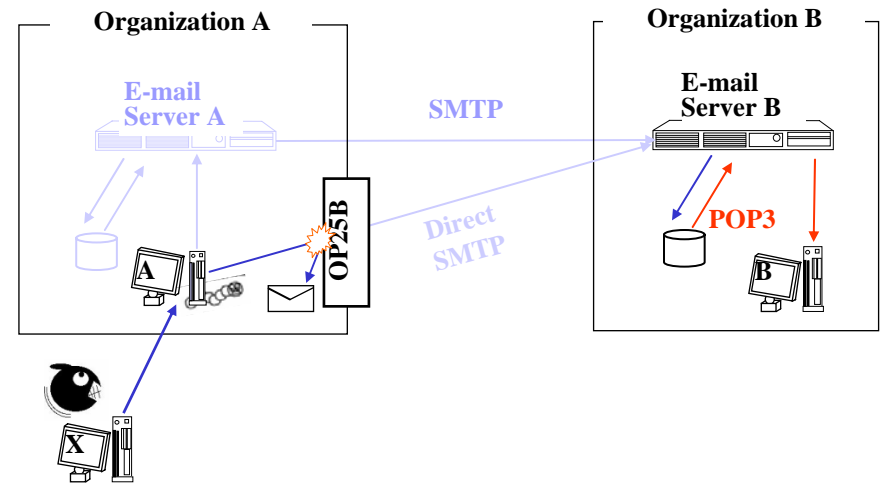 Organization A
Organization B
E-mail
Server A
SMTP
E-mail
Server B
OP25B
Direct
SMTP
POP3
A
B
X